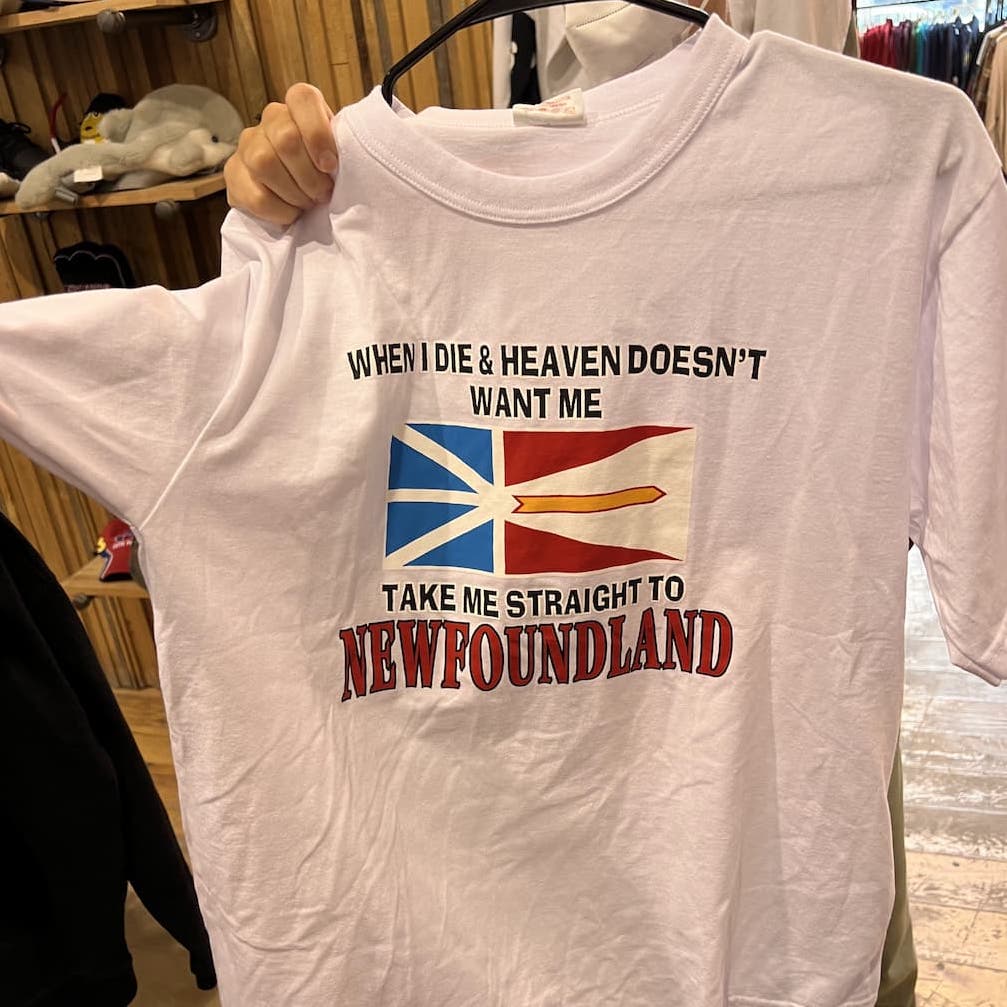 WHEN I DIE & HEAVEN DOESN'T
WANT ME
TAKE ME STRAIGHT TO
NEWFOUNDLAND